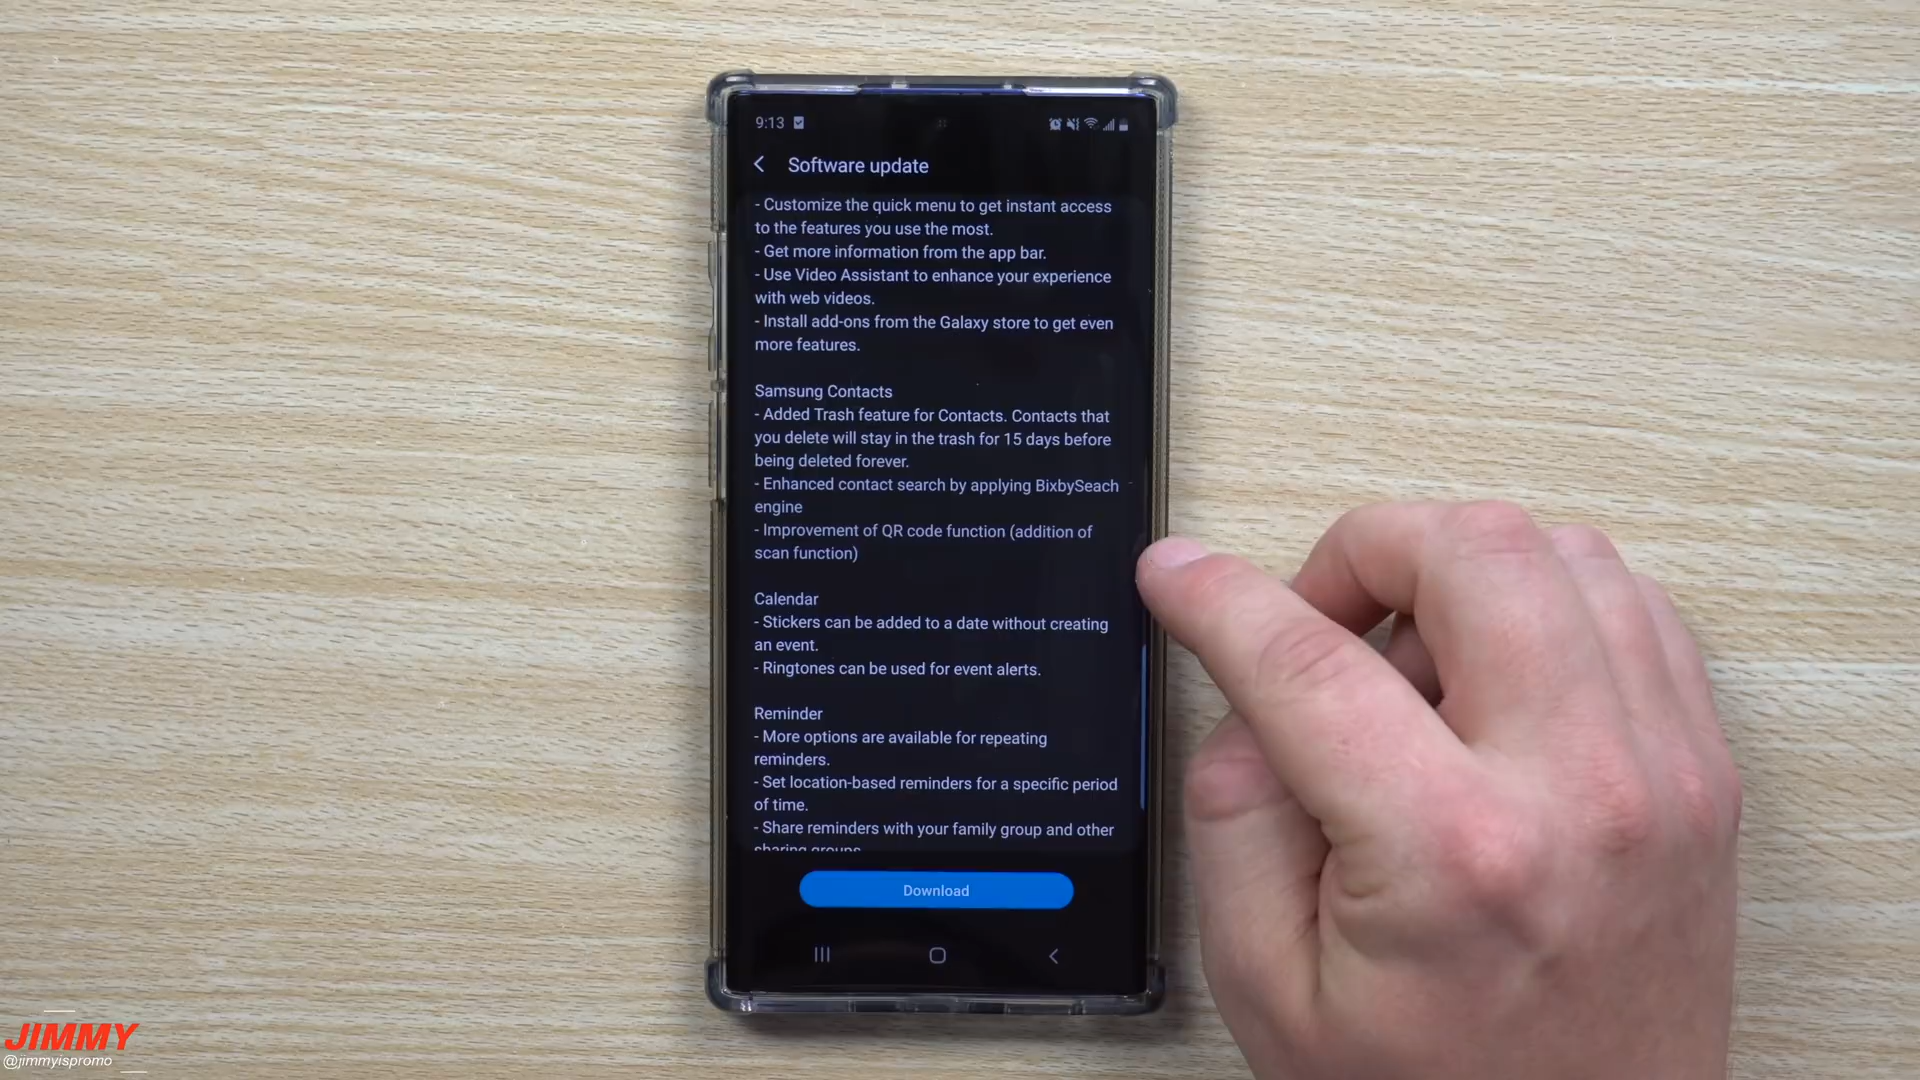 9:13
Software update
- Customize the quick menu to get instant access
to the features you use the most.
- Get more information from the app bar.
- Use Video Assistant to enhance your experience
with web videos.
- Install add-ons from the Galaxy store to get even
more features.
Samsung Contacts
- Added Trash feature for Contacts. Contacts that
you delete will stay in the trash for 15 days before
being deleted forever.
- Enhanced contact search by applying BixbySeach
engine
- Improvement of QR code function (addition of
scan function)
Calendar
- Stickers can be added to a date without creating
an event.
- Ringtones can be used for event alerts.
Reminder
- More options are available for repeating
reminders.
- Set location-based reminders for a specific period
of time.
- Share reminders with your family group and other
sharing groups
Download
JIMMY
@jimmyispromo